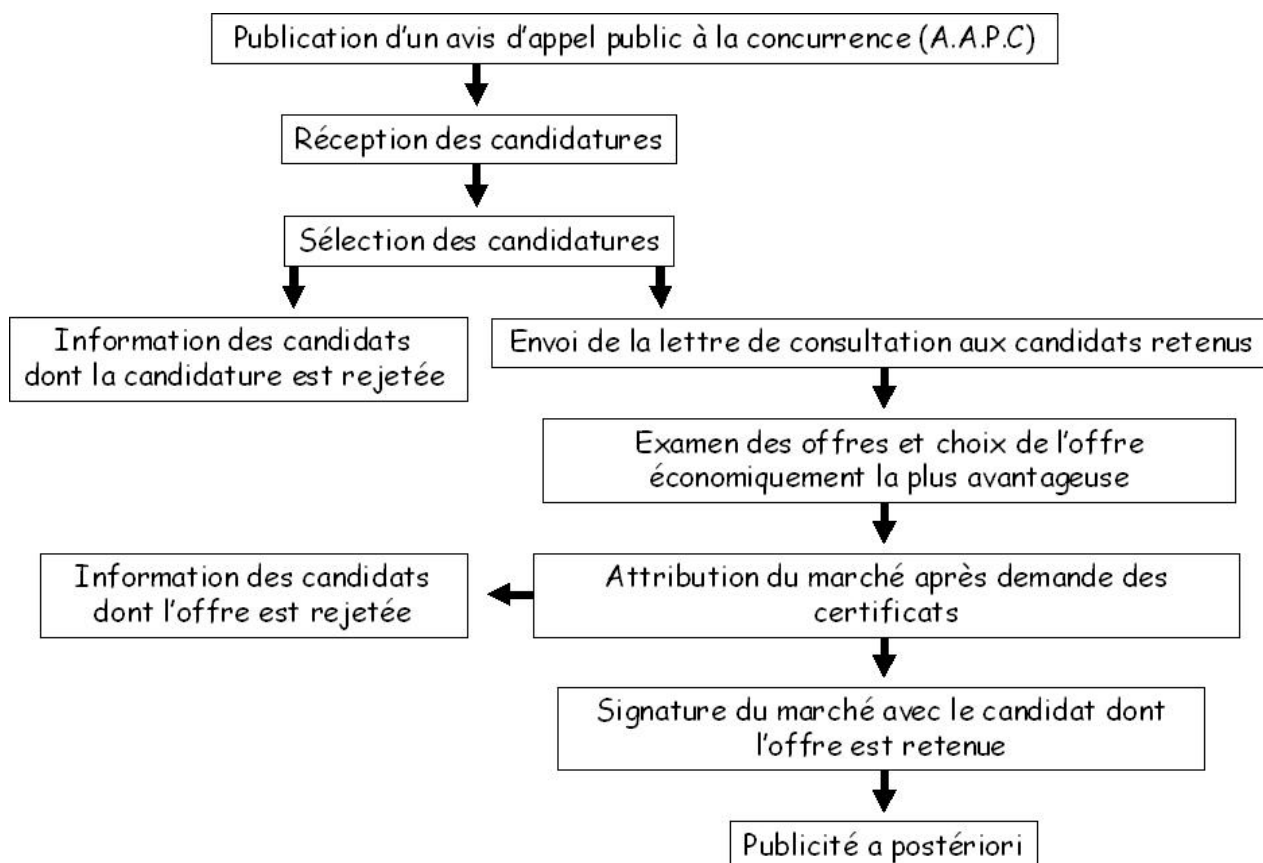 Publication d'un avis d'appel public à la concurrence (A.A.P.C)
Réception des candidatures
Sélection des candidatures
Information des candidats
dont la candidature est rejetée
Envoi de la lettre de consultation aux candidats retenus
Examen des offres et choix de l'offre
économiquement la plus avantageuse
Information des candidats
dont l'offre est rejetée
Attribution du marché après demande des
certificats
Signature du marché avec le candidat dont
l'offre est retenue
Publicité a postériori